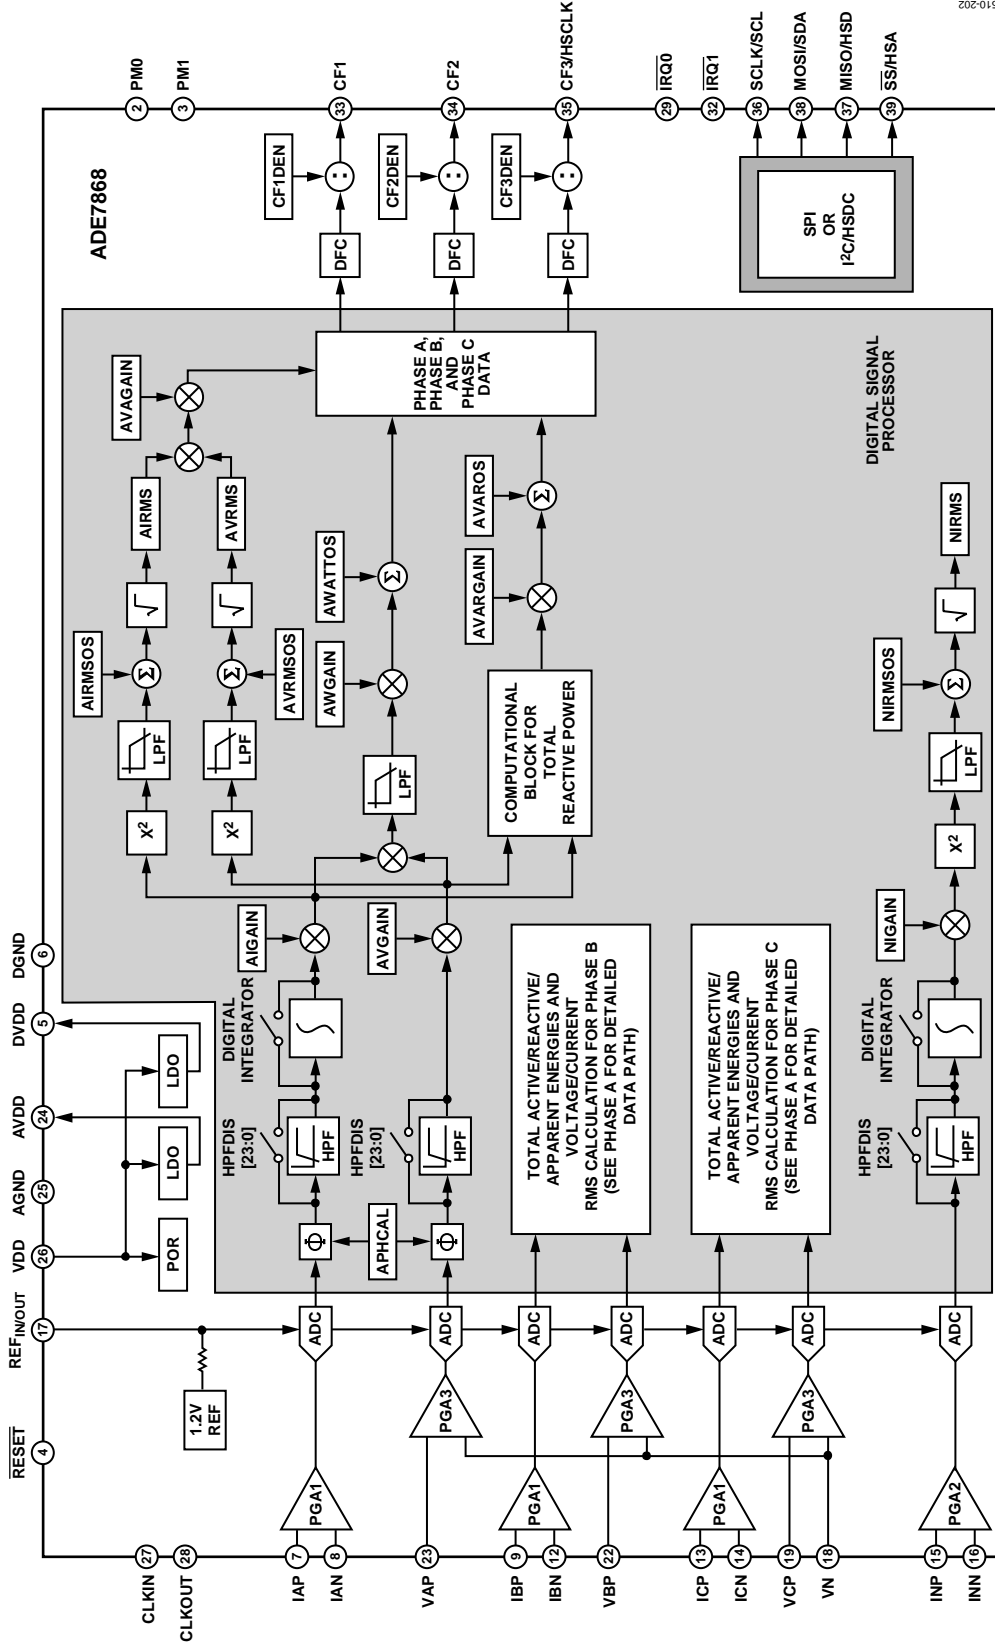 RESET
4
REFIN/OUT
17
VDD
26
AGND
25
AVDD
24
DVDD
5
DGND
6
CLKIN
27
CLKOUT
28
1.2V
REF
POR
LDO
LDO
ADE7868
2
PM0
3
PM1
IAP
7
IAN
8
PGA1
ADC
Φ
HPFDIS
[23:0]
HPF
DIGITAL
INTEGRATOR
AIGAIN
X2
LPF
AIRMSOS
Σ
√
AIRMS
AVAGAIN
X2
LPF
AVRMSOS
Σ
√
AVRMS
APHCAL
VAP
23
PGA3
ADC
Φ
HPFDIS
[23:0]
HPF
AVGAIN
LPF
AWGAIN
AWATTOS
Σ
COMPUTATIONAL
BLOCK FOR
TOTAL
REACTIVE POWER
AVARGAIN
AVAROS
Σ
PHASE A,
PHASE B,
AND
PHASE C
DATA
DFC
CF1DEN
:
33
CF1
DFC
CF2DEN
:
34
CF2
DFC
CF3DEN
:
35
CF3/HSCLK
IBP
9
IBN
12
PGA1
ADC
VBP
22
PGA3
ADC
TOTAL ACTIVE/REACTIVE/
APPARENT ENERGIES AND
VOLTAGE/CURRENT
RMS CALCULATION FOR PHASE B
(SEE PHASE A FOR DETAILED
DATA PATH)
29
IRQ0
32
IRQ1
ICP
13
ICN
14
PGA1
ADC
VCP
19
VN
18
PGA3
ADC
TOTAL ACTIVE/REACTIVE/
APPARENT ENERGIES AND
VOLTAGE/CURRENT
RMS CALCULATION FOR PHASE C
(SEE PHASE A FOR DETAILED
DATA PATH)
SPI
OR
I2C/HSDC
36
SCLK/SCL
38
MOSI/SDA
37
MISO/HSD
39
SS/HSA
INP
15
INN
16
PGA2
ADC
HPFDIS
[23:0]
HPF
DIGITAL
INTEGRATOR
NIGAIN
X2
LPF
NIRMSOS
Σ
√
NIRMS
DIGITAL SIGNAL
PROCESSOR
510-202